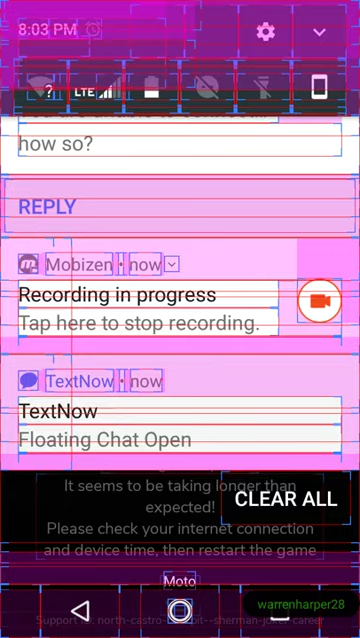 8:03 PM
?
LTE
how so?
REPLY
Mobizen • now
Recording in progress
Tap here to stop recording.
TextNow • now
TextNow
Floating Chat Open
It seems to be taking longer than
expected!
CLEAR ALL
Please check your internet connection
and device time, then restart the game
Moto
warrenharper28